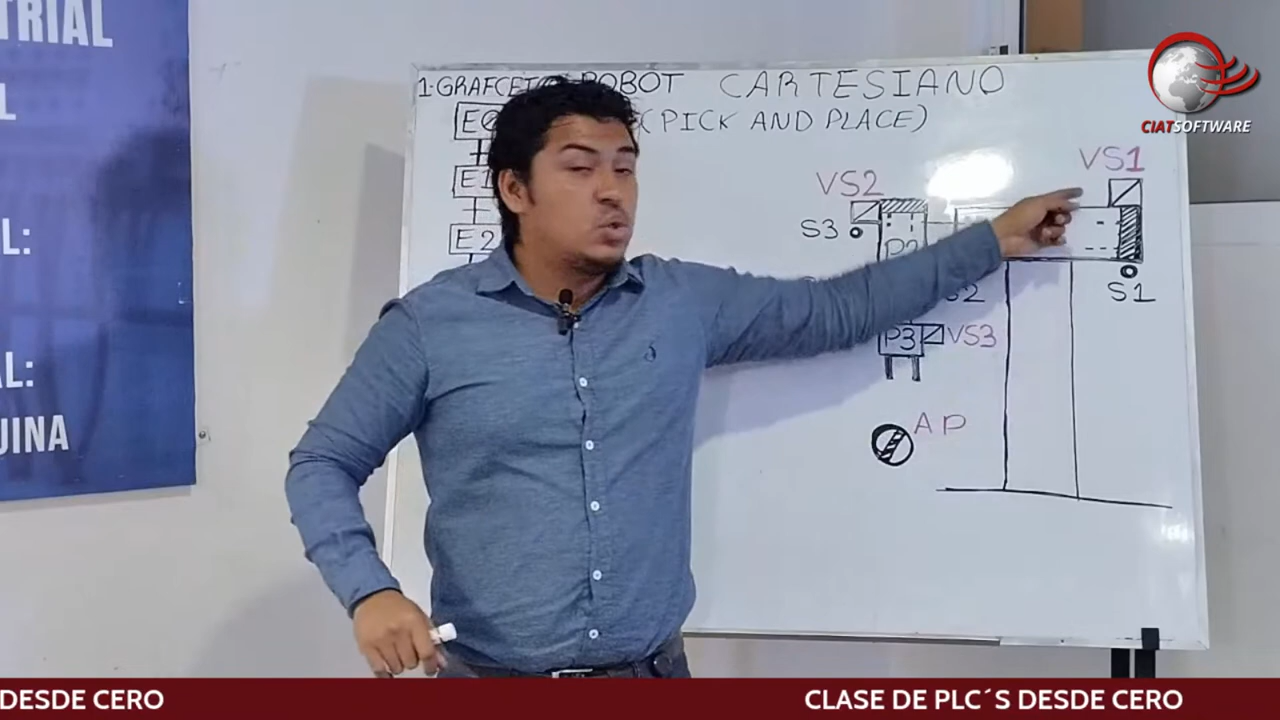 TRIAL
L
L:
AL:
UINA
1.GRAFCET ROBOT CARTESIANO
(PICK AND PLACE)
E0
E1
E2
VS1
VS2
S3
P2
S1
S2
P3
VS3
AP
CIATSOFTWARE
DESDE CERO
CLASE DE PLC´S DESDE CERO